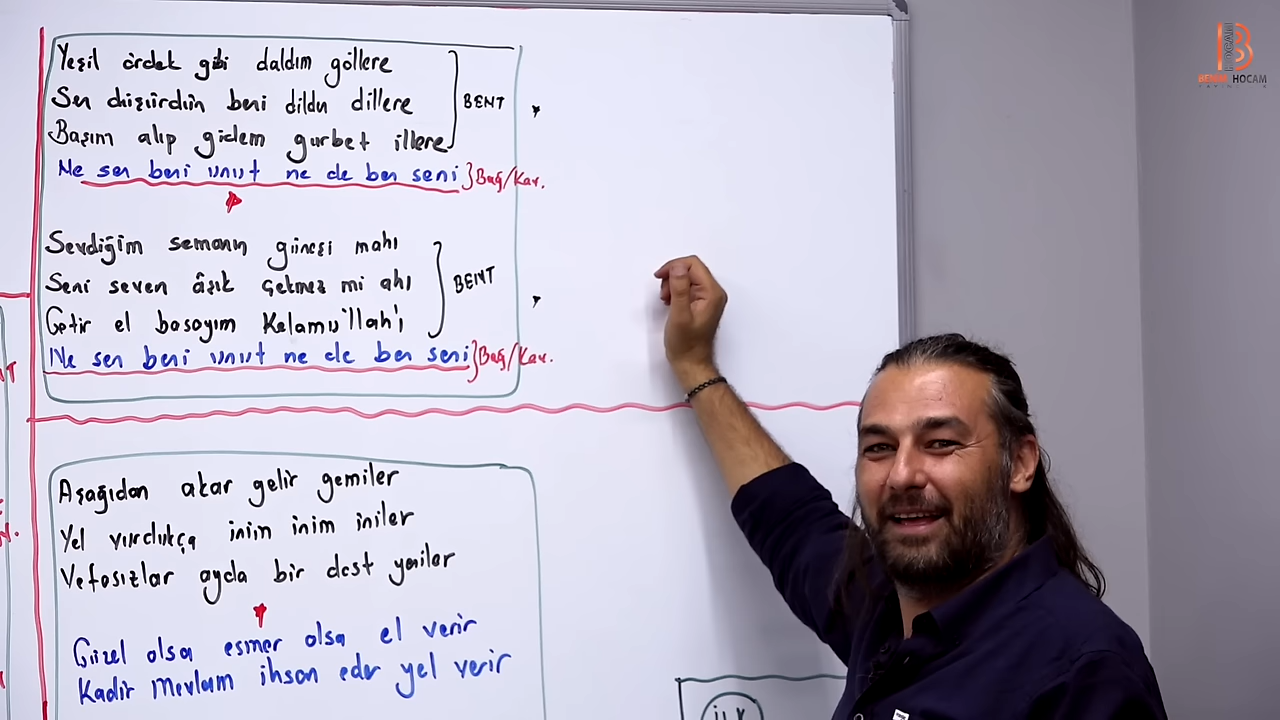 Yeşil ördek gibi daldım göllere
Sen düşürdün beni dilden dillere
Başım alıp gidem gurbet illere
BENT
Ne sen beni unut ne de ben seni
Bağ/Kav.
Sevdiğim semanın güneşi mahı
Seni seven âşık çekmez mi ahı
Getir el basayım Kelamu'llah'ı
BENT
Ne sen beni unut ne de ben seni
Bağ/Kav.
Aşağıdan akar gelir gemiler
Yel vurdukça inim inim iniler
Vefasızlar ayda bir dost yeniler
Güzel olsa esmer olsa el verir
Kadir Mevlam ihsan eder yel verir
BENİM HOCAM
HOCAM